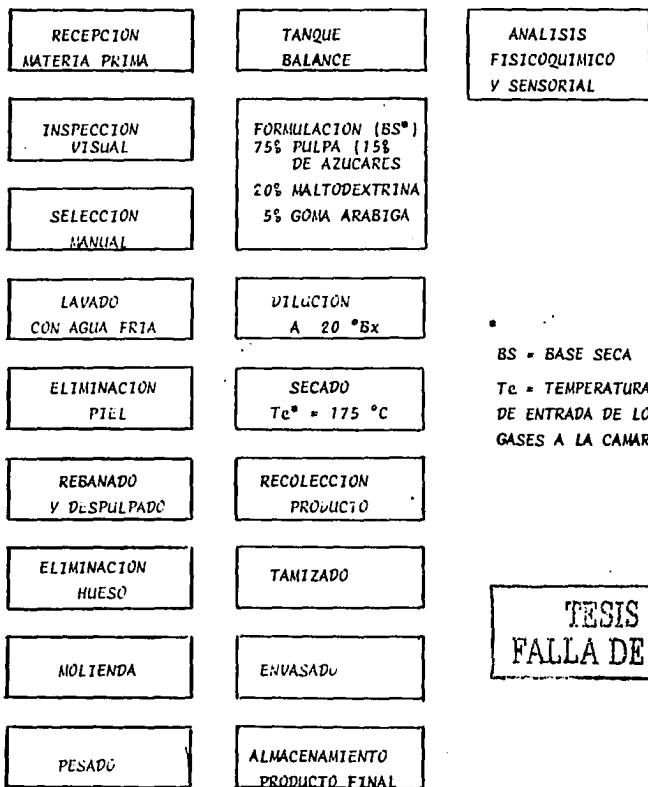 RECEPCION
MATERIA PRIMA
INSPECCION
VISUAL
SELECCION
MANUAL
LAVADO
CON AGUA FRIA
ELIMINACION
PIEL
REBANADO
Y DESPULPADO
ELIMINACION
HUESO
MOLIENDA
PESADO
TANQUE
BALANCE
FORMULACION (BS*)
75% PULPA (15%
DE AZUCARES
20% MALTODEXTRINA
5% GOMA ARABIGA
DILUCION
A 20 °Bx
SECADO
Te* = 175 °C
RECOLECCION
PRODUCTO
TAMIZADO
ENVASADO
ALMACENAMIENTO
PRODUCTO FINAL
ANALISIS
FISICOQUIMICO
Y SENSORIAL
*
BS = BASE SECA
Te = TEMPERATURA
DE ENTRADA DE LO
GASES A LA CAMAR
TESIS
FALLA DE